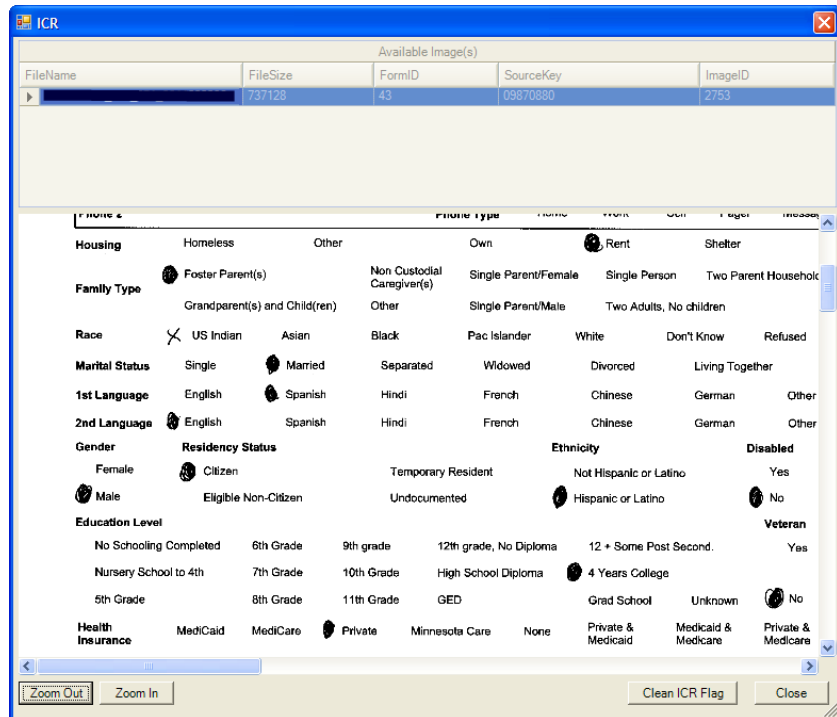 ICR
Available Image(s)
FileName FileSize FormID SourceKey ImageID
737128 43 09870880 2753
Phone 2 Phone Type Home Work Cell Pager
Housing Homeless Other Own Rent Shelter
Family Type Foster Parent(s) Non Custodial Caregiver(s) Single Parent/Female Single Person Two Parent Househol
Grandparent(s) and Child(ren) Other Single Parent/Male Two Adults, No children
Race US Indian Asian Black Pac Islander White Don't Know Refused
Marital Status Single Married Separated Widowed Divorced Living Together
1st Language English Spanish Hindi French Chinese German Other
2nd Language English Spanish Hindi French Chinese German Other
Gender Residency Status Ethnicity Disabled
Female Citizen Temporary Resident Not Hispanic or Latino Yes
Male Eligible Non-Citizen Undocumented Hispanic or Latino No
Education Level Veteran
No Schooling Completed 6th Grade 9th grade 12th grade, No Diploma 12 + Some Post Second. Yes
Nursery School to 4th 7th Grade 10th Grade High School Diploma 4 Years College
5th Grade 8th Grade 11th Grade GED Grad School Unknown No
Health Insurance MediCaid MediCare Private Minnesota Care None Private & Medicaid Medicaid & Medicare Private & Medicare
Zoom Out Zoom In Clean ICR Flag Close